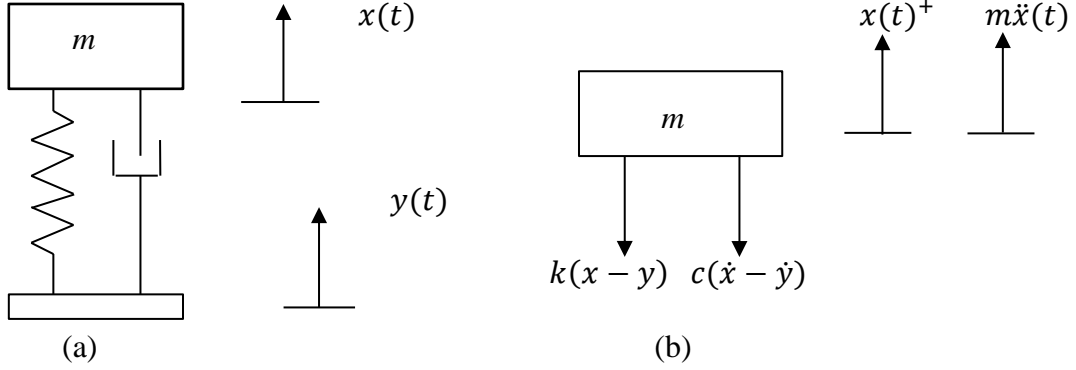 m
x(t)
y(t)
(a)
x(t)⁺
mẍ(t)
m
k(x − y)
c(ẋ − ẏ)
(b)